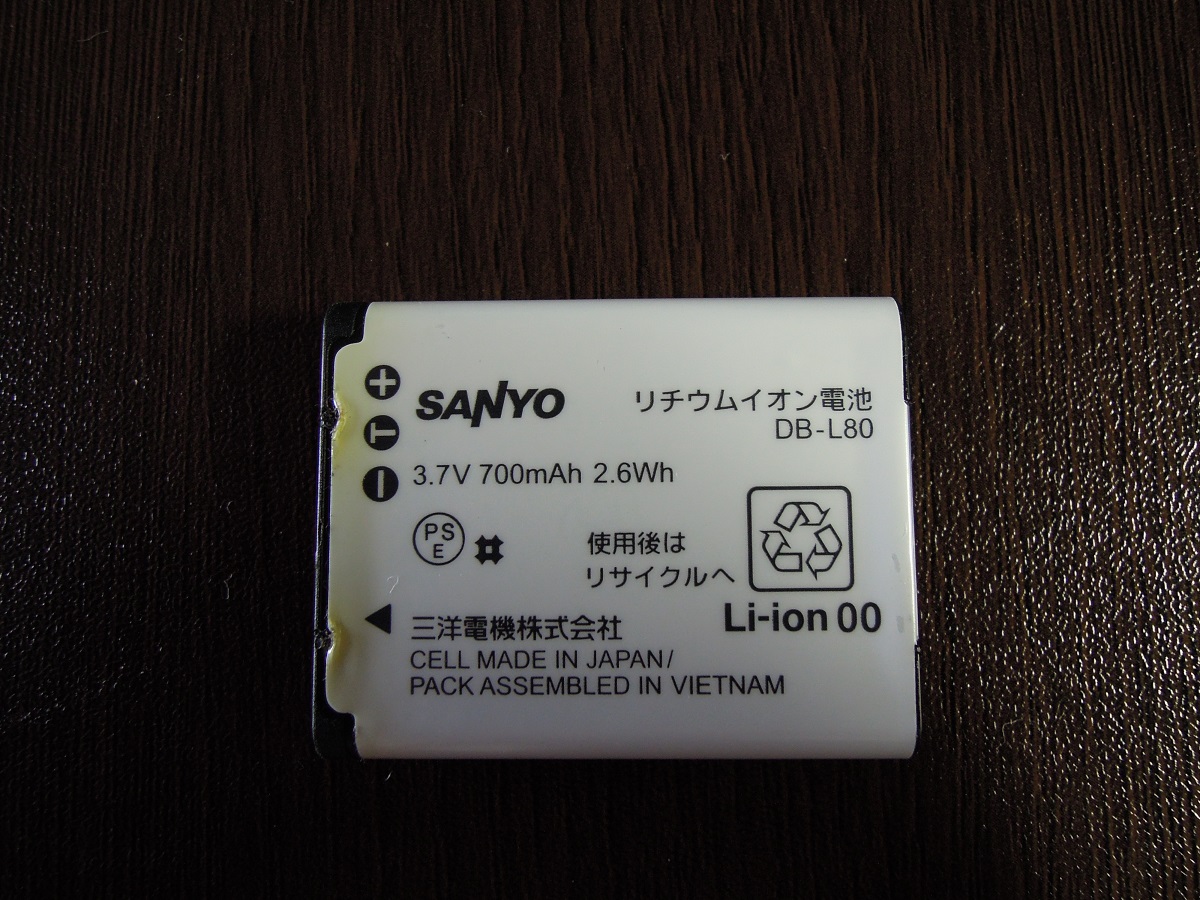 SANYO
リチウムイオン電池
DB-L80
+
T
−
3.7V 700mAh 2.6Wh
PS
E
使用後は
リサイクルへ
Li-ion 00
三洋電機株式会社
CELL MADE IN JAPAN/
PACK ASSEMBLED IN VIETNAM